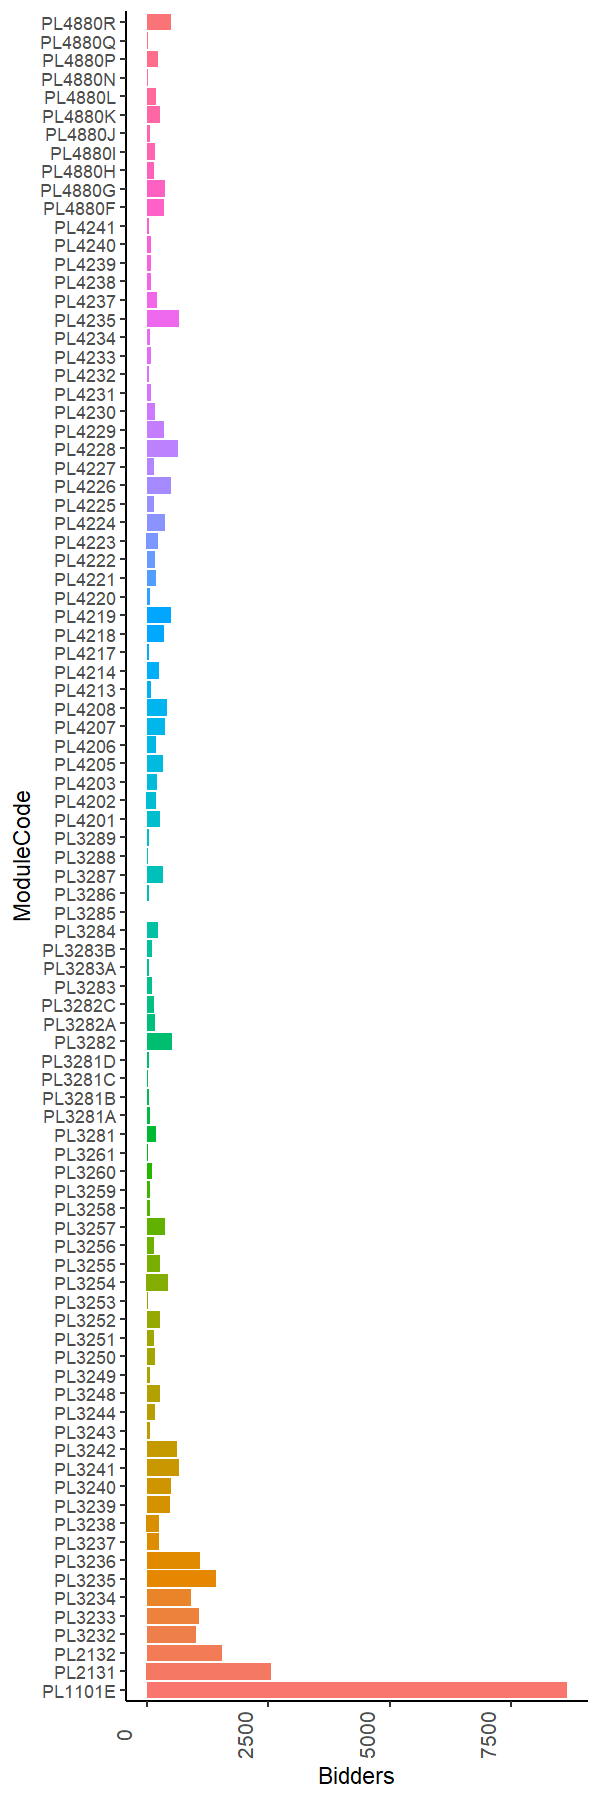 PL4880R
PL4880Q
PL4880P
PL4880N
PL4880L
PL4880K
PL4880J
PL4880I
PL4880H
PL4880G
PL4880F
PL4241
PL4240
PL4239
PL4238
PL4237
PL4235
PL4234
PL4233
PL4232
PL4231
PL4230
PL4229
PL4228
PL4227
PL4226
PL4225
PL4224
PL4223
PL4222
PL4221
PL4220
PL4219
PL4218
PL4217
PL4214
PL4213
PL4208
PL4207
PL4206
PL4205
PL4203
PL4202
PL4201
PL3289
PL3288
PL3287
PL3286
PL3285
PL3284
PL3283B
PL3283A
PL3283
PL3282C
PL3282A
PL3282
PL3281D
PL3281C
PL3281B
PL3281A
PL3281
PL3261
PL3260
PL3259
PL3258
PL3257
PL3256
PL3255
PL3254
PL3253
PL3252
PL3251
PL3250
PL3249
PL3248
PL3244
PL3243
PL3242
PL3241
PL3240
PL3239
PL3238
PL3237
PL3236
PL3235
PL3234
PL3233
PL3232
PL2132
PL2131
PL1101E
ModuleCode
0
2500
5000
7500
Bidders